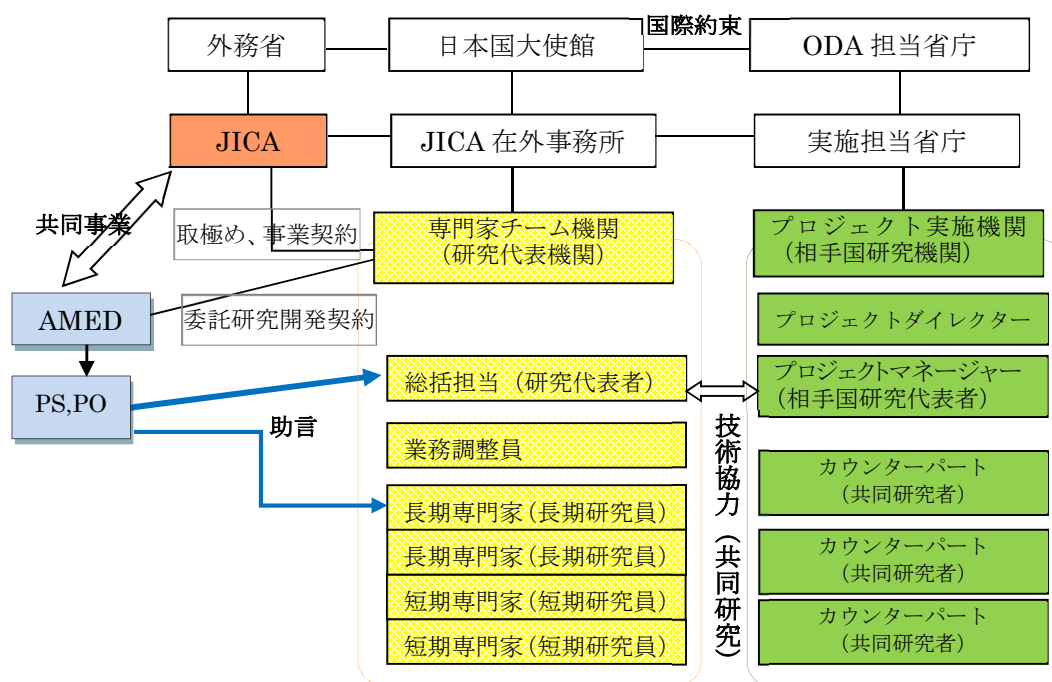 国際約束
外務省
日本国大使館
ODA 担当省庁
JICA
JICA 在外事務所
実施担当省庁
共同事業
取極め、事業契約
専門家チーム機関
(研究代表機関)
プロジェクト実施機関
(相手国研究機関)
AMED
委託研究開発契約
プロジェクトダイレクター
PS,PO
総括担当（研究代表者）
プロジェクトマネージャー
(相手国研究代表者)
助言
業務調整員
技術協力（共同研究）
カウンターパート
(共同研究者)
長期専門家(長期研究員)
長期専門家(長期研究員)
カウンターパート
(共同研究者)
短期専門家(短期研究員)
カウンターパート
(共同研究者)
短期専門家(短期研究員)